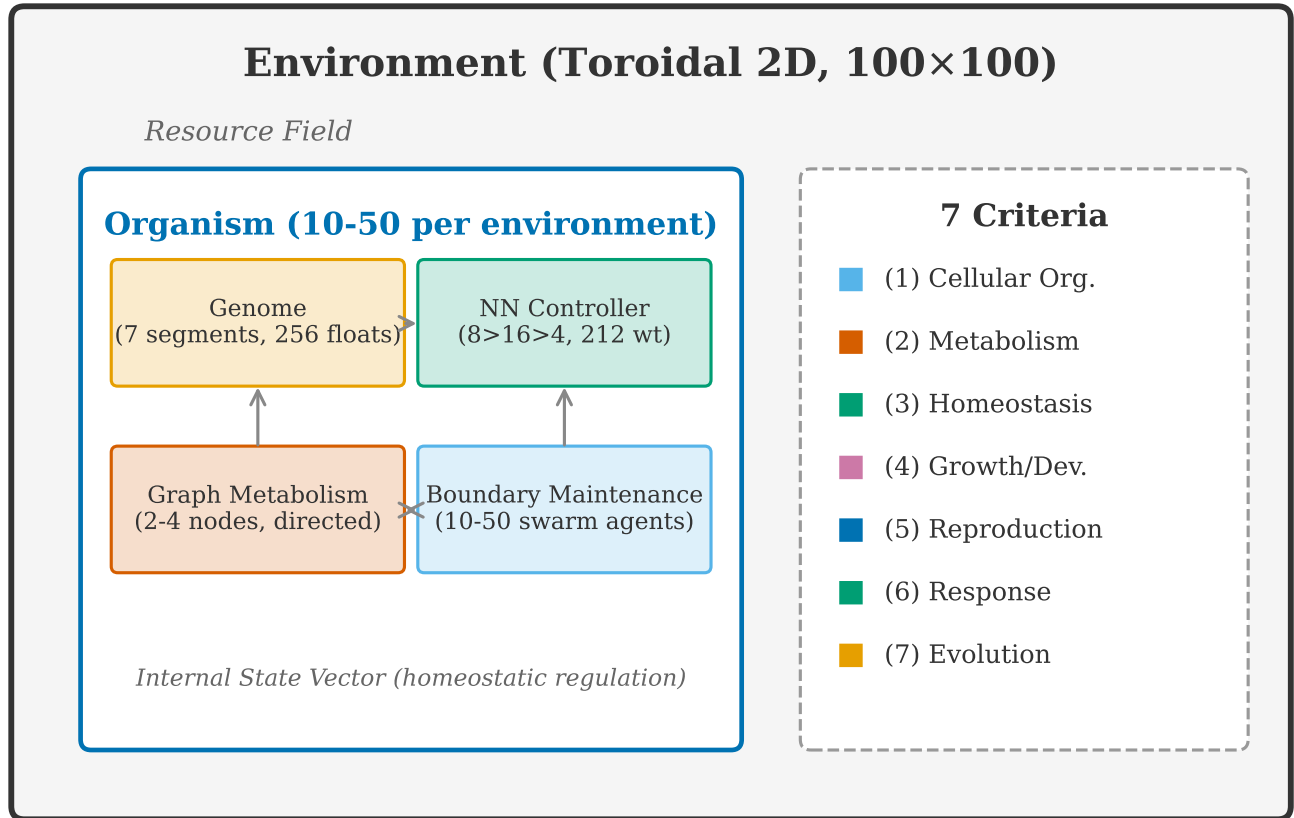 Environment (Toroidal 2D, 100×100)
Resource Field
Organism (10-50 per environment)
Genome
(7 segments, 256 floats)
NN Controller
(8>16>4, 212 wt)
Graph Metabolism
(2-4 nodes, directed)
Boundary Maintenance
(10-50 swarm agents)
Internal State Vector (homeostatic regulation)
7 Criteria
(1) Cellular Org.
(2) Metabolism
(3) Homeostasis
(4) Growth/Dev.
(5) Reproduction
(6) Response
(7) Evolution